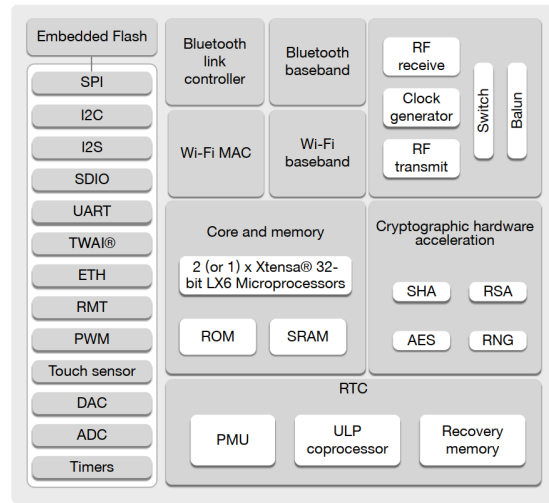 Embedded Flash
SPI
I2C
I2S
SDIO
UART
TWAI®
ETH
RMT
PWM
Touch sensor
DAC
ADC
Timers
Bluetooth
link
controller
Bluetooth
baseband
Wi-Fi MAC
Wi-Fi
baseband
RF
receive
Clock
generator
RF
transmit
Switch
Balun
Core and memory
2 (or 1) x Xtensa® 32-
bit LX6 Microprocessors
ROM
SRAM
Cryptographic hardware
acceleration
SHA
RSA
AES
RNG
RTC
PMU
ULP
coprocessor
Recovery
memory